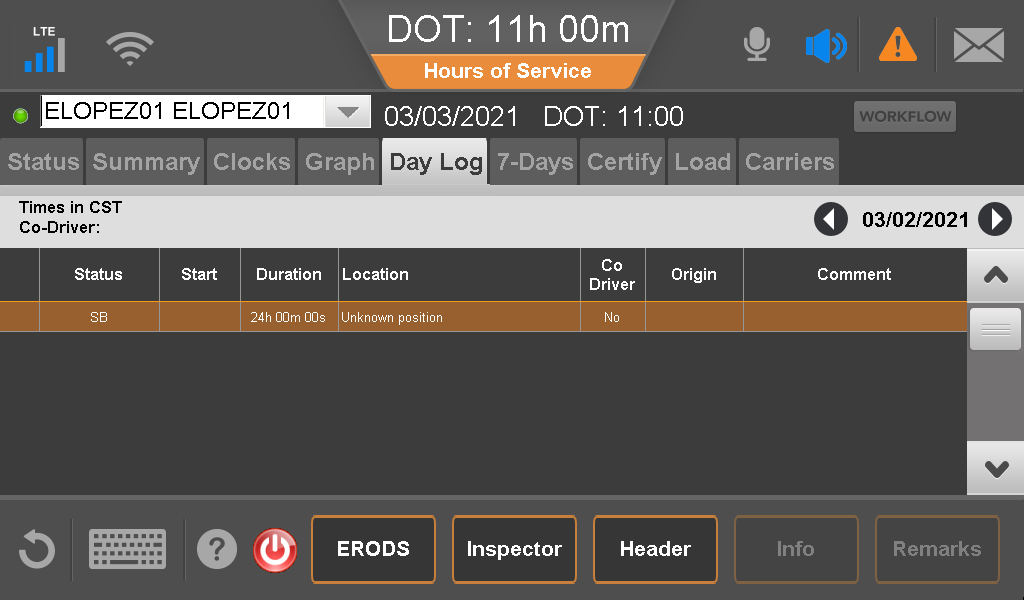 LTE
DOT: 11h 00m
Hours of Service
ELOPEZ01 ELOPEZ01
03/03/2021 DOT: 11:00
WORKFLOW
Status Summary Clocks Graph Day Log 7-Days Certify Load Carriers
Times in CST
Co-Driver:
03/02/2021
Status Start Duration Location Co Driver Origin Comment
SB 24h 00m 00s Unknown position No
?
ERODS Inspector Header Info Remarks